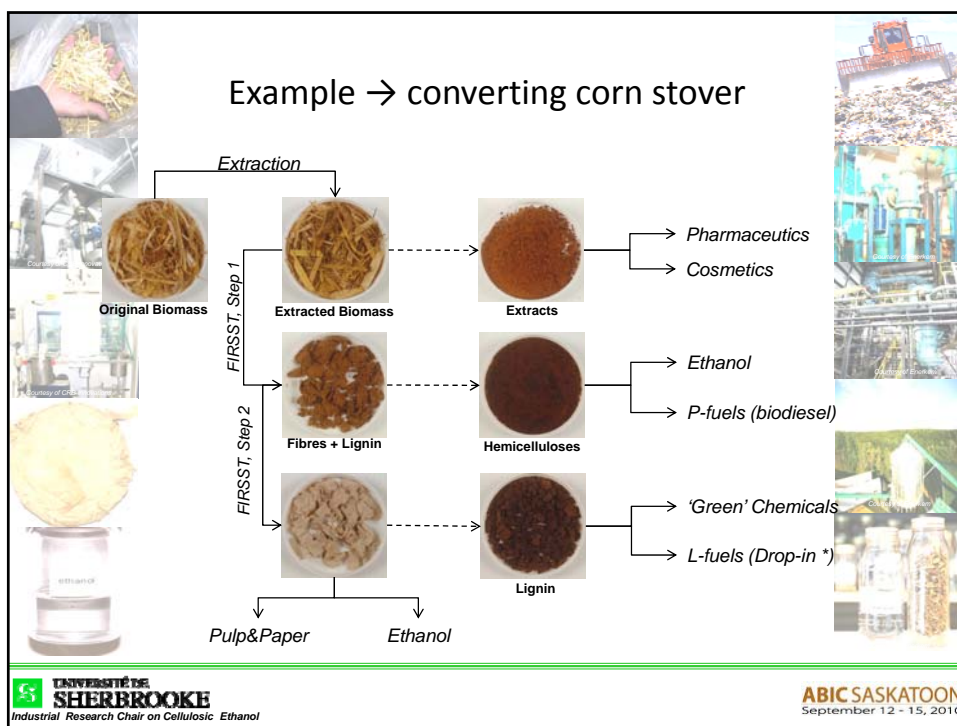 Example → converting corn stover
Extraction
Original Biomass
FIRSST, Step 1
Extracted Biomass
Extracts
Pharmaceutics
Cosmetics
FIRSST, Step 2
Fibres + Lignin
Hemicelluloses
Ethanol
P-fuels (biodiesel)
Lignin
'Green' Chemicals
L-fuels (Drop-in *)
Pulp&Paper
Ethanol
ethanol
UNIVERSITÉ DE
SHERBROOKE
Industrial Research Chair on Cellulosic Ethanol
ABIC SASKATOON
September 12 - 15, 2010